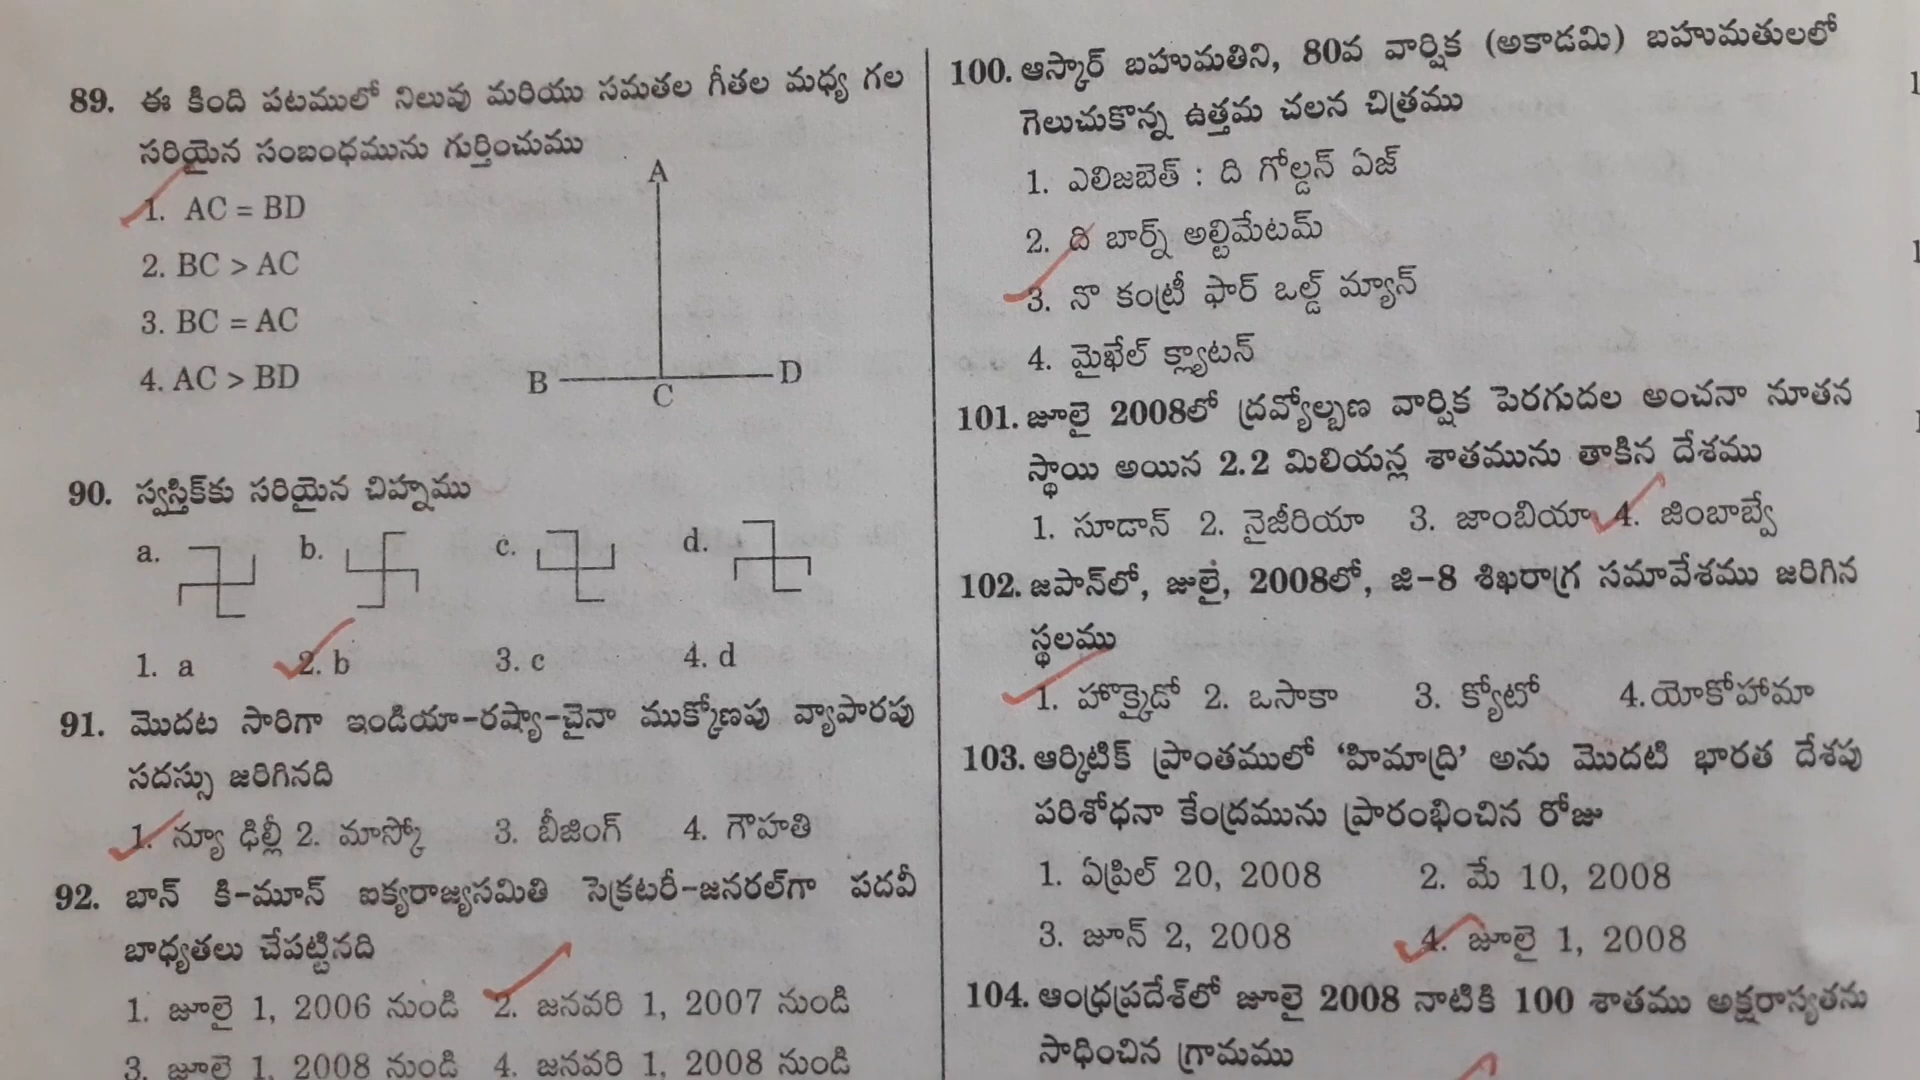 89. ఈ కింది పటములో నిలువు మరియు సమతల గీతల మధ్య గల
సరియైన సంబంధమును గుర్తించుము
1. AC = BD
2. BC > AC
3. BC = AC
4. AC > BD
A
B
C
D
90. స్వస్తిక్‌కు సరియైన చిహ్నము
a. b. c. d.
1. a 2. b 3. c 4. d
91. మొదట సారిగా ఇండియా-రష్యా-చైనా ముక్కోణపు వ్యాపారపు
సదస్సు జరిగినది
1. న్యూ ఢిల్లీ 2. మాస్కో 3. బీజింగ్ 4. గౌహతి
92. బాన్ కి-మూన్ ఐక్యరాజ్యసమితి సెక్రటరీ-జనరల్‌గా పదవీ
బాధ్యతలు చేపట్టినది
1. జూలై 1, 2006 నుండి 2. జనవరి 1, 2007 నుండి
3. జూలై 1, 2008 నుండి 4. జనవరి 1, 2008 నుండి
100. ఆస్కార్ బహుమతిని, 80వ వార్షిక (అకాడమి) బహుమతులలో
గెలుచుకొన్న ఉత్తమ చలన చిత్రము
1. ఎలిజబెత్ : ది గోల్డన్ ఏజ్
2. ది బార్న్ అల్టిమేటమ్
3. నొ కంట్రీ ఫార్ ఒల్డ్ మ్యాన్
4. మైఖేల్ క్ల్యాటన్
101. జూలై 2008లో ద్రవ్యోల్బణ వార్షిక పెరగుదల అంచనా నూతన
స్థాయి అయిన 2.2 మిలియన్ల శాతమును తాకిన దేశము
1. సూడాన్ 2. నైజీరియా 3. జాంబియా 4. జింబాబ్వే
102. జపాన్‌లో, జులై, 2008లో, జి-8 శిఖరాగ్ర సమావేశము జరిగిన
స్థలము
1. హొక్కైడో 2. ఒసాకా 3. క్యోటో 4. యోకోహామా
103. ఆర్కిటిక్ ప్రాంతములో ‘హిమాద్రి’ అను మొదటి భారత దేశపు
పరిశోధనా కేంద్రమును ప్రారంభించిన రోజు
1. ఏప్రిల్ 20, 2008 2. మే 10, 2008
3. జూన్ 2, 2008 4. జూలై 1, 2008
104. ఆంధ్రప్రదేశ్‌లో జూలై 2008 నాటికి 100 శాతము అక్షరాస్యతను
సాధించిన గ్రామము